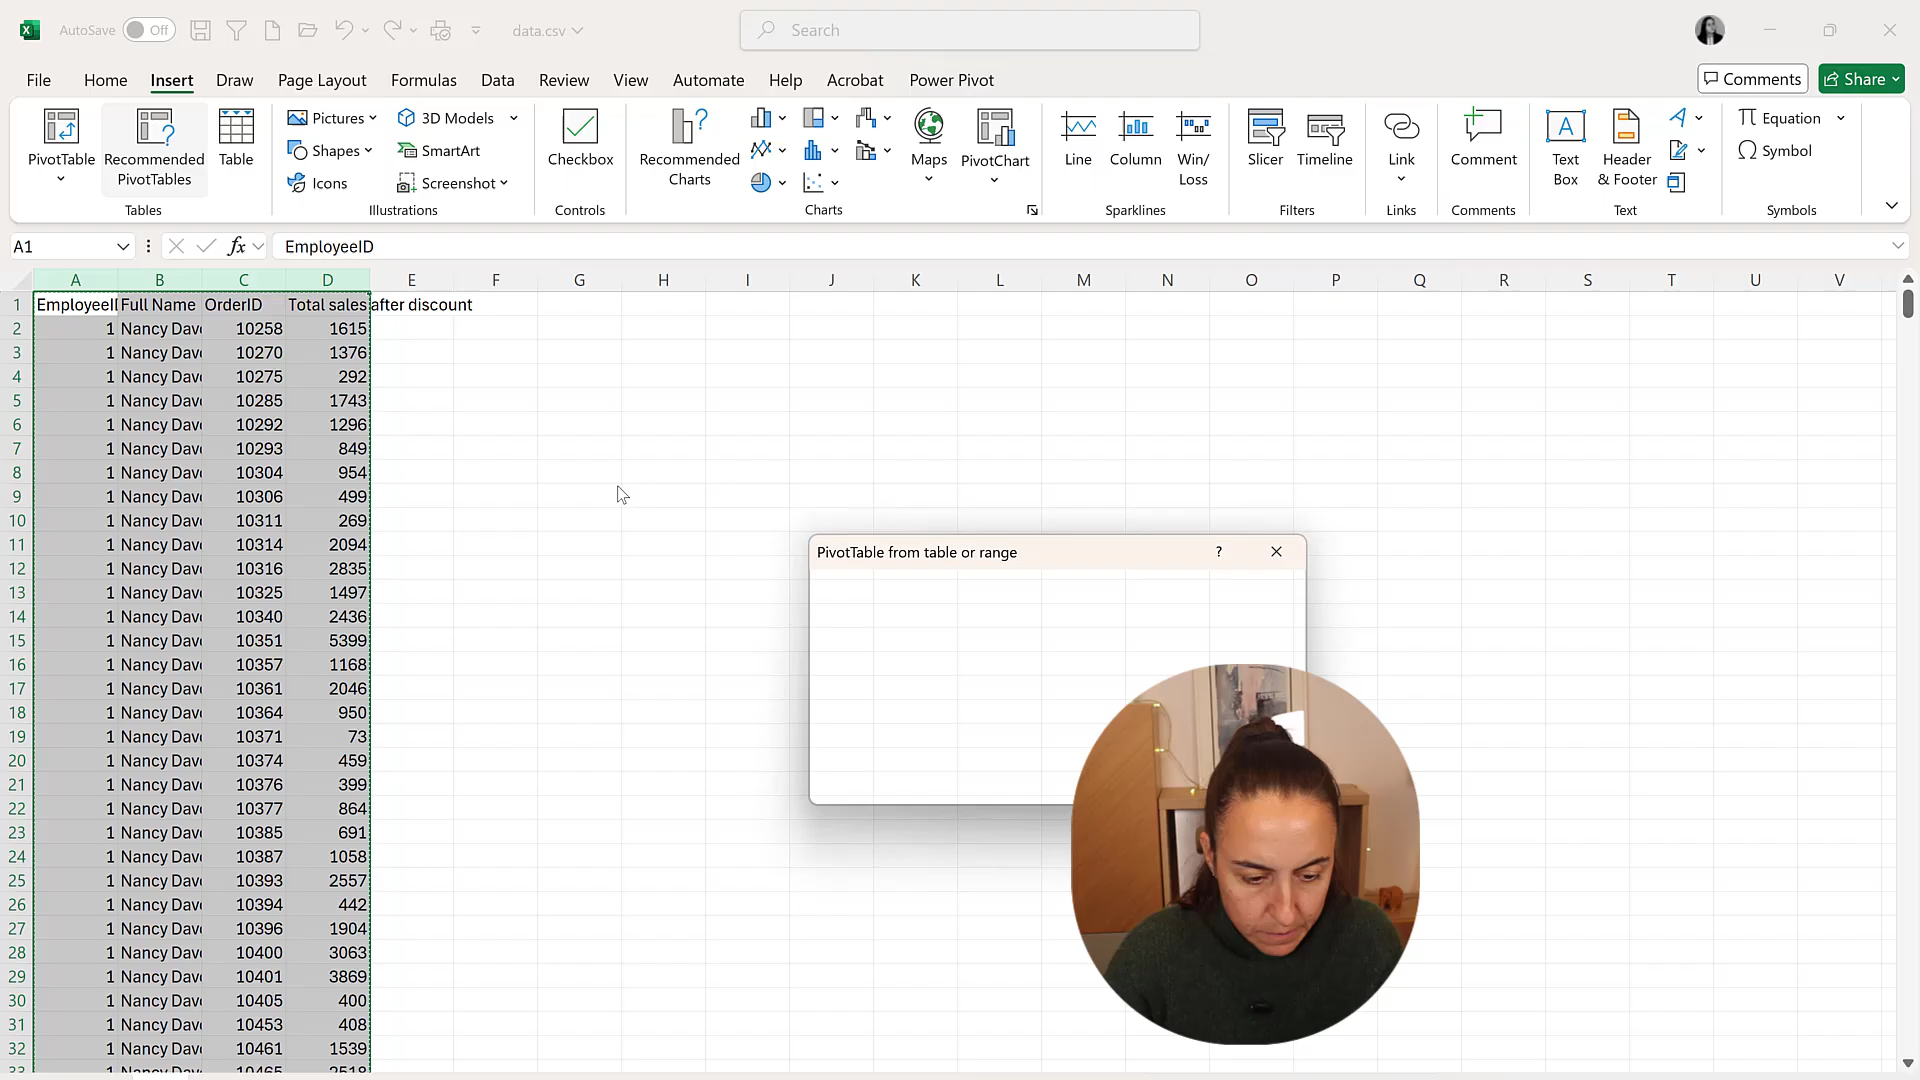 AutoSave Off data.csv Search
File Home Insert Draw Page Layout Formulas Data Review View Automate Help Acrobat Power Pivot Comments Share
PivotTable
Recommended PivotTables
Table
Tables
Pictures
Shapes
Icons
3D Models
SmartArt
Screenshot
Illustrations
Checkbox
Controls
Recommended Charts
Maps
PivotChart
Charts
Line
Column
Win/ Loss
Sparklines
Slicer
Timeline
Filters
Link
Links
Comment
Comments
Text Box
Header & Footer
Text
Equation
Symbol
Symbols
A1 fx EmployeeID
A B C D E F G H I J K L M N O P Q R S T U V
1 EmployeeI Full Name OrderID Total sales after discount
2 1 Nancy Dav 10258 1615
3 1 Nancy Dav 10270 1376
4 1 Nancy Dav 10275 292
5 1 Nancy Dav 10285 1743
6 1 Nancy Dav 10292 1296
7 1 Nancy Dav 10293 849
8 1 Nancy Dav 10304 954
9 1 Nancy Dav 10306 499
10 1 Nancy Dav 10311 269
11 1 Nancy Dav 10314 2094
12 1 Nancy Dav 10316 2835
13 1 Nancy Dav 10325 1497
14 1 Nancy Dav 10340 2436
15 1 Nancy Dav 10351 5399
16 1 Nancy Dav 10357 1168
17 1 Nancy Dav 10361 2046
18 1 Nancy Dav 10364 950
19 1 Nancy Dav 10371 73
20 1 Nancy Dav 10374 459
21 1 Nancy Dav 10376 399
22 1 Nancy Dav 10377 864
23 1 Nancy Dav 10385 691
24 1 Nancy Dav 10387 1058
25 1 Nancy Dav 10393 2557
26 1 Nancy Dav 10394 442
27 1 Nancy Dav 10396 1904
28 1 Nancy Dav 10400 3063
29 1 Nancy Dav 10401 3869
30 1 Nancy Dav 10405 400
31 1 Nancy Dav 10453 408
32 1 Nancy Dav 10461 1539
33 1 Nancy Dav 10465 2518
PivotTable from table or range ?